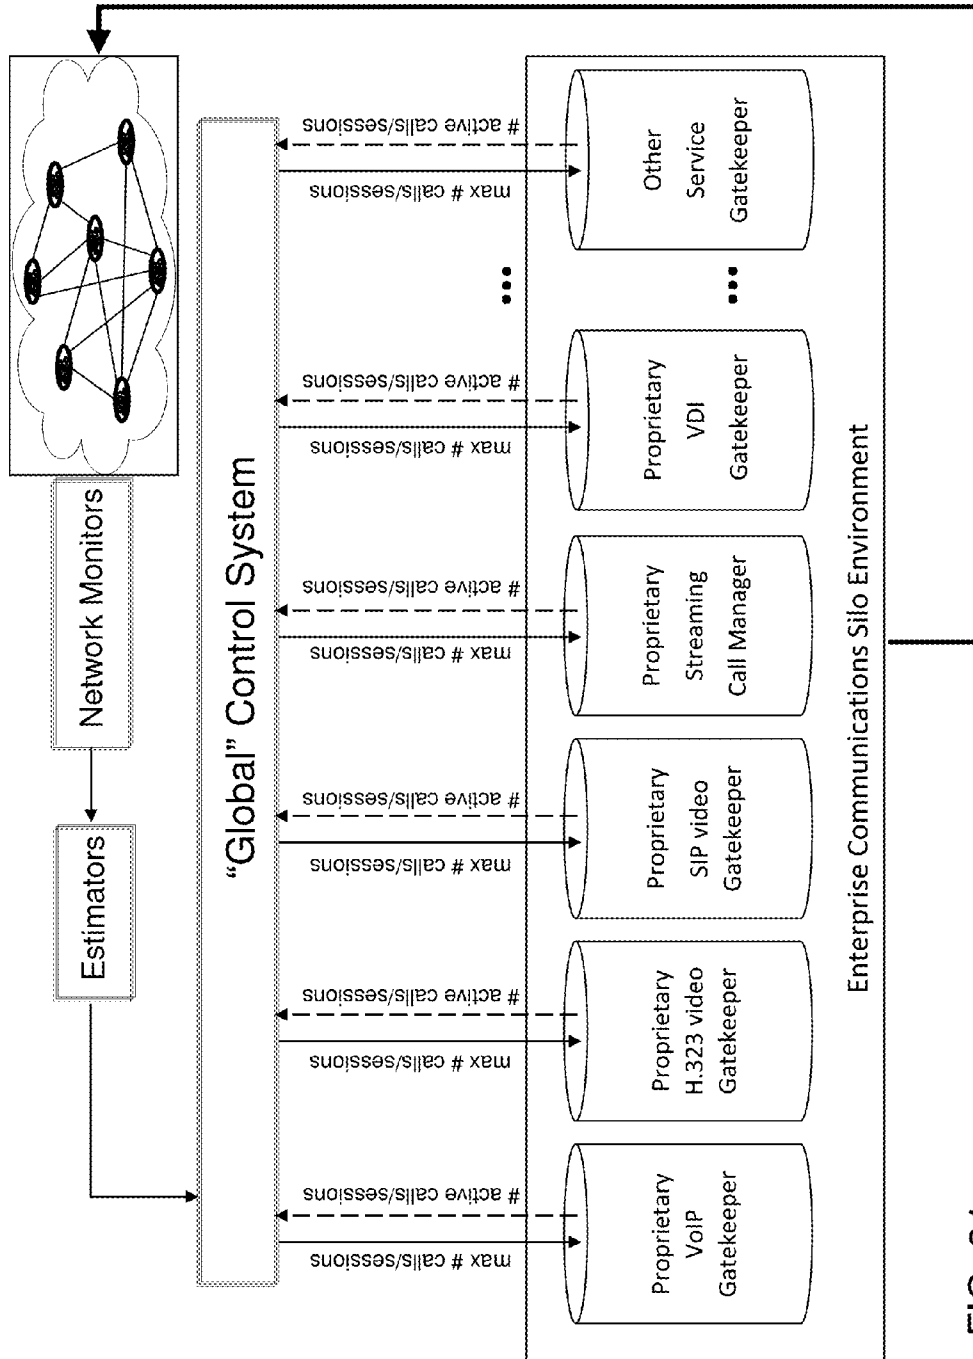 Estimators
Network Monitors
"Global" Control System
max # calls/sessions
# active calls/sessions
max # calls/sessions
# active calls/sessions
max # calls/sessions
# active calls/sessions
max # calls/sessions
# active calls/sessions
max # calls/sessions
# active calls/sessions
max # calls/sessions
# active calls/sessions
•••
Proprietary
VoIP
Gatekeeper
Proprietary
H.323 video
Gatekeeper
Proprietary
SIP video
Gatekeeper
Proprietary
Streaming
Call Manager
Proprietary
VDI
Gatekeeper
•••
Other
Service
Gatekeeper
Enterprise Communications Silo Environment